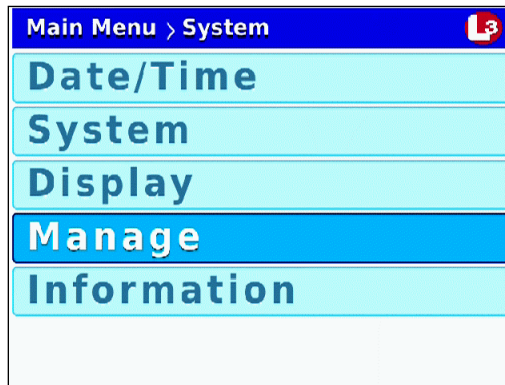 Main Menu > System L3
Date/Time
System
Display
Manage
Information